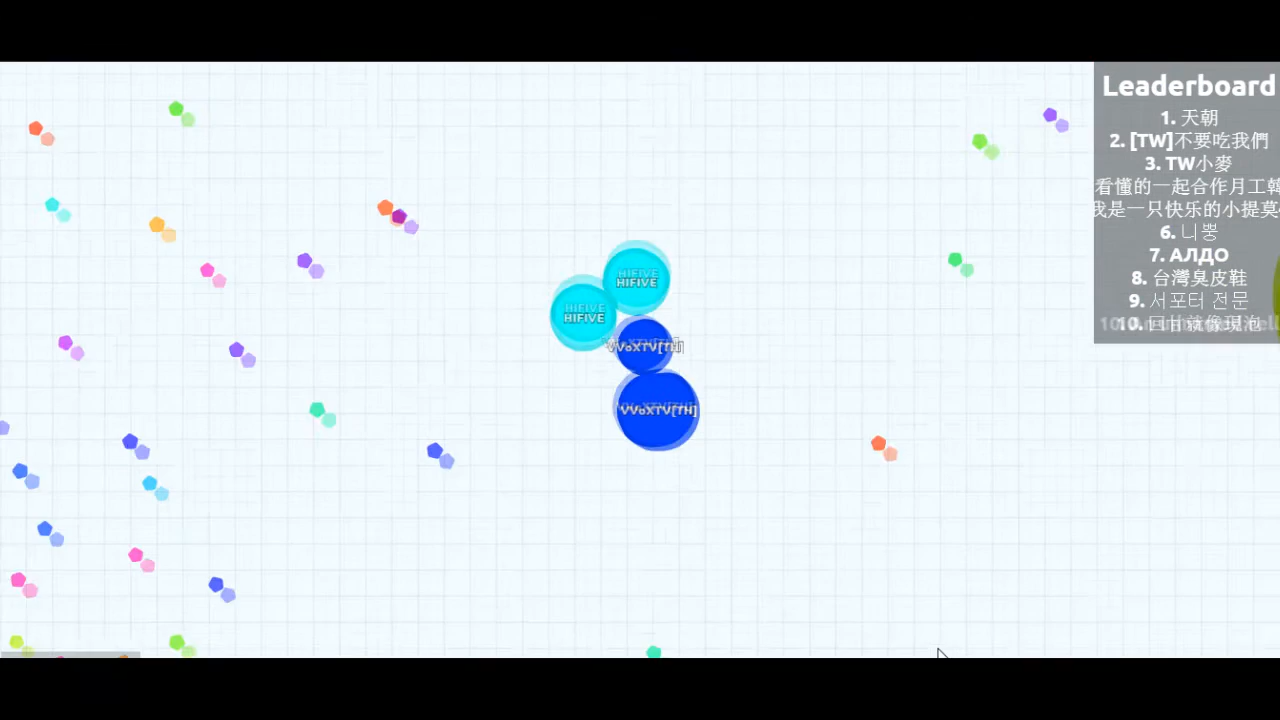 Leaderboard
1. 天朝
2. [TW]不要吃我們
3. TW小麥
看懂的一起合作月工韓
我是一只快乐的小提莫
6. 니뿡
7. АЛДО
8. 台灣臭皮鞋
9. 서포터 전문
10.
HIFIVE
HIFIVE
VVoXTV[TH]
VVoXTV[TH]